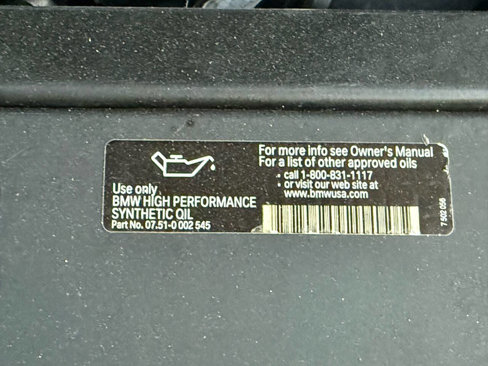 For more info see Owner's Manual
For a list of other approved oils
• call 1-800-831-1117
• or visit our web site at
www.bmwusa.com
Use only
BMW HIGH PERFORMANCE
SYNTHETIC OIL
Part No. 07.51-0 002 545
7 502 056